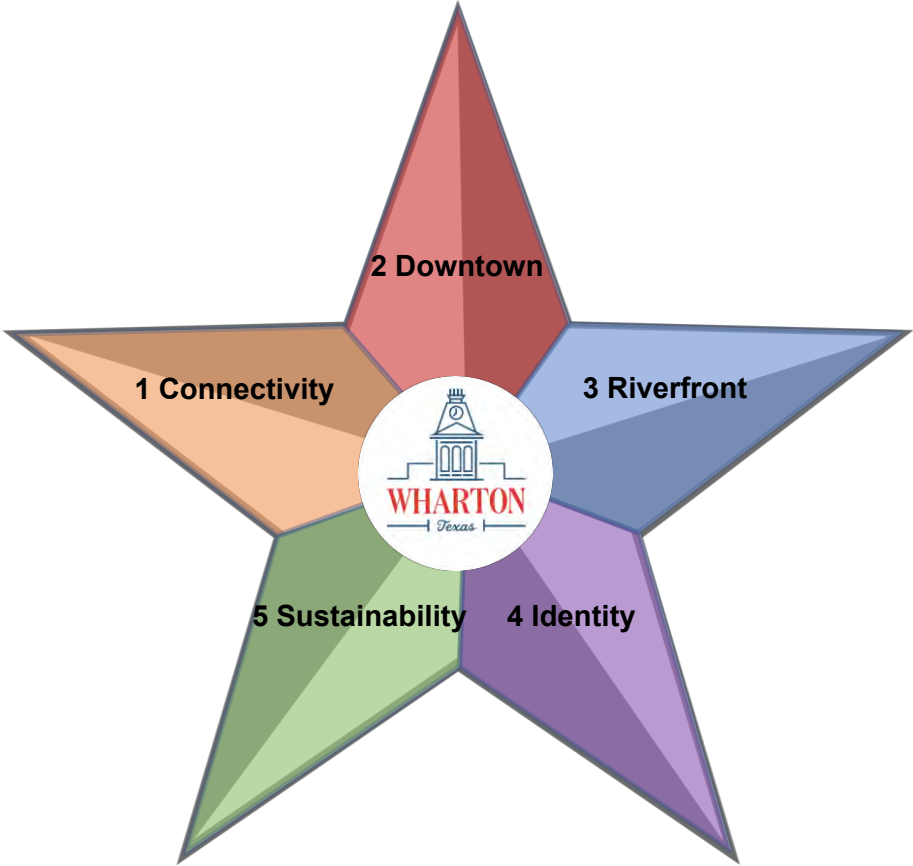 2 Downtown
1 Connectivity
3 Riverfront
WHARTON
Texas
5 Sustainability
4 Identity